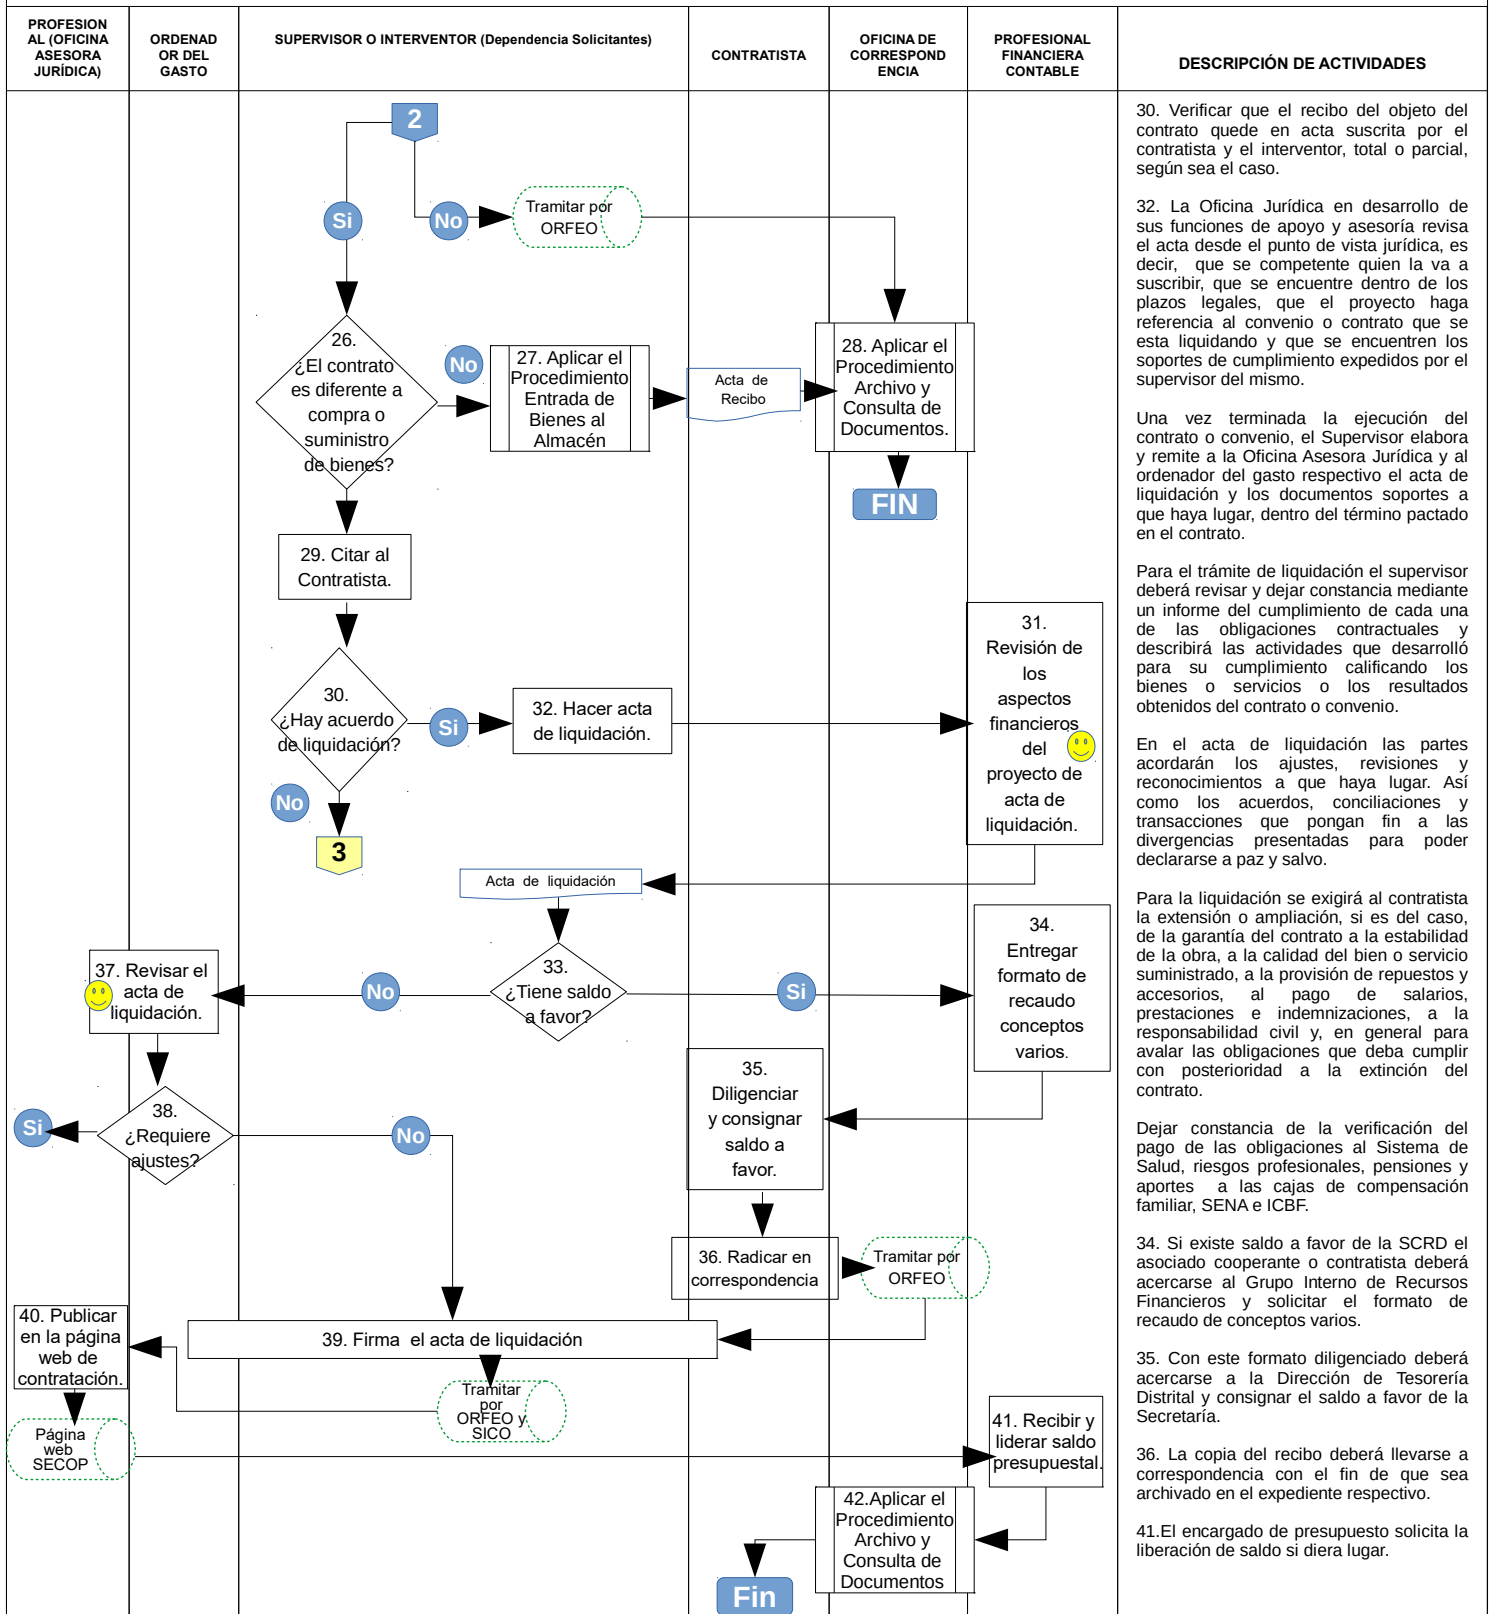 PROFESION
AL (OFICINA
ASESORA
JURÍDICA)
ORDENAD
OR DEL
GASTO
SUPERVISOR O INTERVENTOR (Dependencia Solicitantes)
CONTRATISTA
OFICINA DE
CORRESPOND
ENCIA
PROFESIONAL
FINANCIERA
CONTABLE
DESCRIPCIÓN DE ACTIVIDADES
2
Si
No
Tramitar por
ORFEO
26.
¿El contrato
es diferente a
compra o
suministro
de bienes?
No
27. Aplicar el
Procedimiento
Entrada de
Bienes al
Almacén
Acta de
Recibo
28. Aplicar el
Procedimiento
Archivo y
Consulta de
Documentos.
FIN
29. Citar al
Contratista.
30.
¿Hay acuerdo
de liquidación?
Si
No
3
32. Hacer acta
de liquidación.
31.
Revisión de
los
aspectos
financieros
del
proyecto de
acta de
liquidación.
Acta de liquidación
33.
¿Tiene saldo
a favor?
No
Si
34.
Entregar
formato de
recaudo
conceptos
varios.
37. Revisar el
acta de
liquidación.
35.
Diligenciar
y consignar
saldo a
favor.
38.
¿Requiere
ajustes?
Si
No
36. Radicar en
correspondencia
Tramitar por
ORFEO
39. Firma el acta de liquidación
40. Publicar
en la página
web de
contratación.
Tramitar
por
ORFEO y
SICO
Página
web
SECOP
41. Recibir y
liderar saldo
presupuestal.
42.Aplicar el
Procedimiento
Archivo y
Consulta de
Documentos
Fin
30. Verificar que el recibo del objeto del
contrato quede en acta suscrita por el
contratista y el interventor, total o parcial,
según sea el caso.
32. La Oficina Jurídica en desarrollo de
sus funciones de apoyo y asesoría revisa
el acta desde el punto de vista jurídica, es
decir, que se competente quien la va a
suscribir, que se encuentre dentro de los
plazos legales, que el proyecto haga
referencia al convenio o contrato que se
esta liquidando y que se encuentren los
soportes de cumplimiento expedidos por el
supervisor del mismo.
Una vez terminada la ejecución del
contrato o convenio, el Supervisor elabora
y remite a la Oficina Asesora Jurídica y al
ordenador del gasto respectivo el acta de
liquidación y los documentos soportes a
que haya lugar, dentro del término pactado
en el contrato.
Para el trámite de liquidación el supervisor
deberá revisar y dejar constancia mediante
un informe del cumplimiento de cada una
de las obligaciones contractuales y
describirá las actividades que desarrolló
para su cumplimiento calificando los
bienes o servicios o los resultados
obtenidos del contrato o convenio.
En el acta de liquidación las partes
acordarán los ajustes, revisiones y
reconocimientos a que haya lugar. Así
como los acuerdos, conciliaciones y
transacciones que pongan fin a las
divergencias presentadas para poder
declararse a paz y salvo.
Para la liquidación se exigirá al contratista
la extensión o ampliación, si es del caso,
de la garantía del contrato a la estabilidad
de la obra, a la calidad del bien o servicio
suministrado, a la provisión de repuestos y
accesorios, al pago de salarios,
prestaciones e indemnizaciones, a la
responsabilidad civil y, en general para
avalar las obligaciones que deba cumplir
con posterioridad a la extinción del
contrato.
Dejar constancia de la verificación del
pago de las obligaciones al Sistema de
Salud, riesgos profesionales, pensiones y
aportes a las cajas de compensación
familiar, SENA e ICBF.
34. Si existe saldo a favor de la SCRD el
asociado cooperante o contratista deberá
acercarse al Grupo Interno de Recursos
Financieros y solicitar el formato de
recaudo de conceptos varios.
35. Con este formato diligenciado deberá
acercarse a la Dirección de Tesorería
Distrital y consignar el saldo a favor de la
Secretaría.
36. La copia del recibo deberá llevarse a
correspondencia con el fin de que sea
archivado en el expediente respectivo.
41.El encargado de presupuesto solicita la
liberación de saldo si diera lugar.